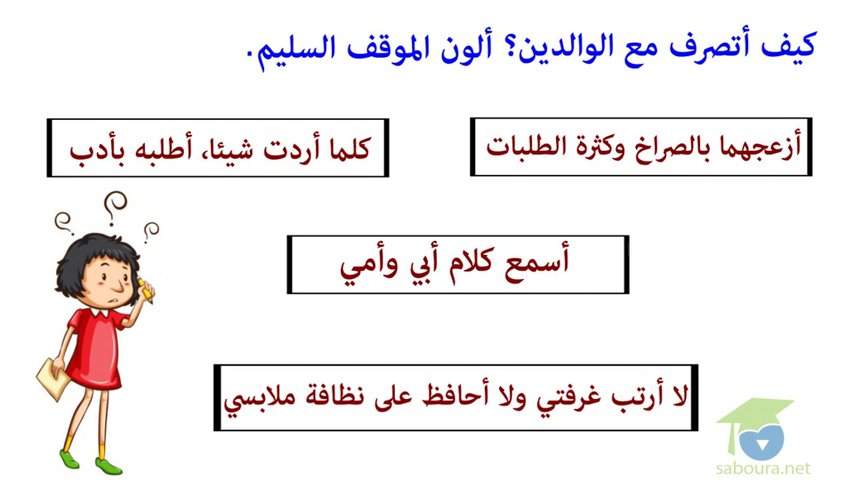 كيف أتصرف مع الوالدين؟ ألون الموقف السليم.
أزعجهما بالصراخ وكثرة الطلبات
كلما أردت شيئا، أطلبه بأدب
أسمع كلام أبي وأمي
لا أرتب غرفتي ولا أحافظ على نظافة ملابسي
saboura.net